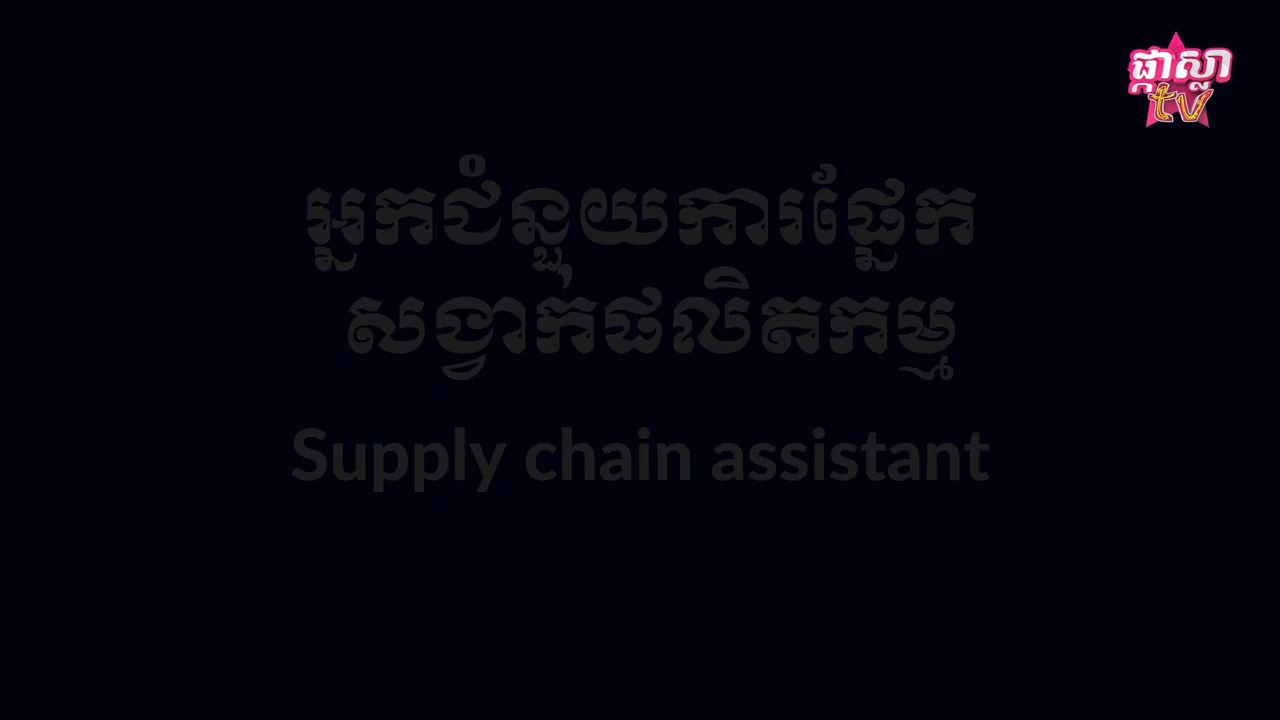 ផ្កាស្លា
tv
អ្នកជំនួយការផ្នែក
សង្វាក់ផលិតកម្ម
Supply chain assistant